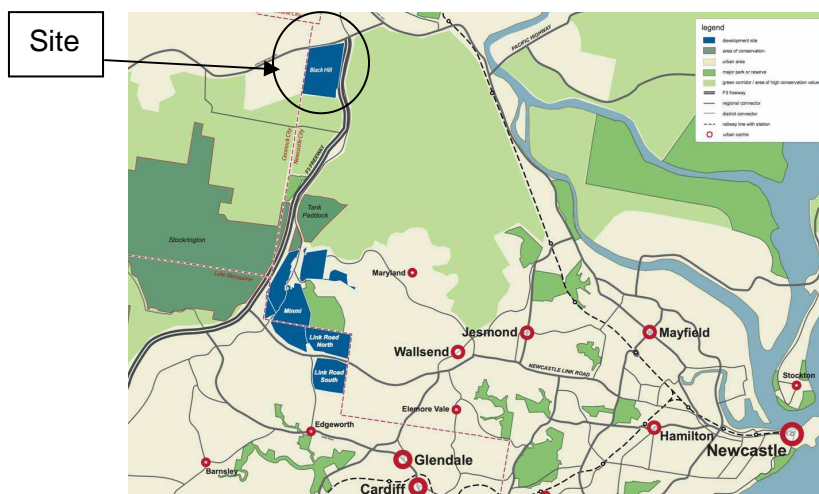 Site
Black Hill
PACIFIC HIGHWAY
legend
development site
area of conservation
urban area
major park or reserve
green corridor / area of high conservation value
F3 freeway
regional connector
district connector
railway line with station
urban centre
Cessnock City
Newcastle City
F3 FREEWAY
Tank
Paddock
Stockrington
Lake Macquarie
Maryland
Minmi
Link Road
North
Link Road
South
Jesmond
Mayfield
Wallsend
NEWCASTLE LINK ROAD
Stockton
Elemore Vale
Edgeworth
Hamilton
Newcastle
Barnsley
Glendale
Cardiff